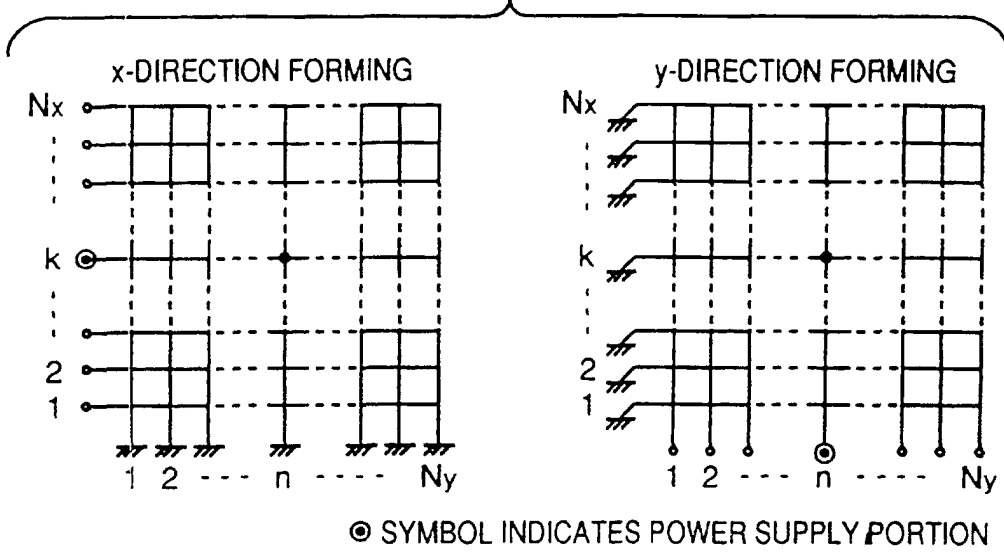 x-DIRECTION FORMING
Nx
k
2
1
1 2 ---- n ----- Ny
y-DIRECTION FORMING
Nx
k
2
1
1 2 ---- n ----- Ny
◉ SYMBOL INDICATES POWER SUPPLY PORTION